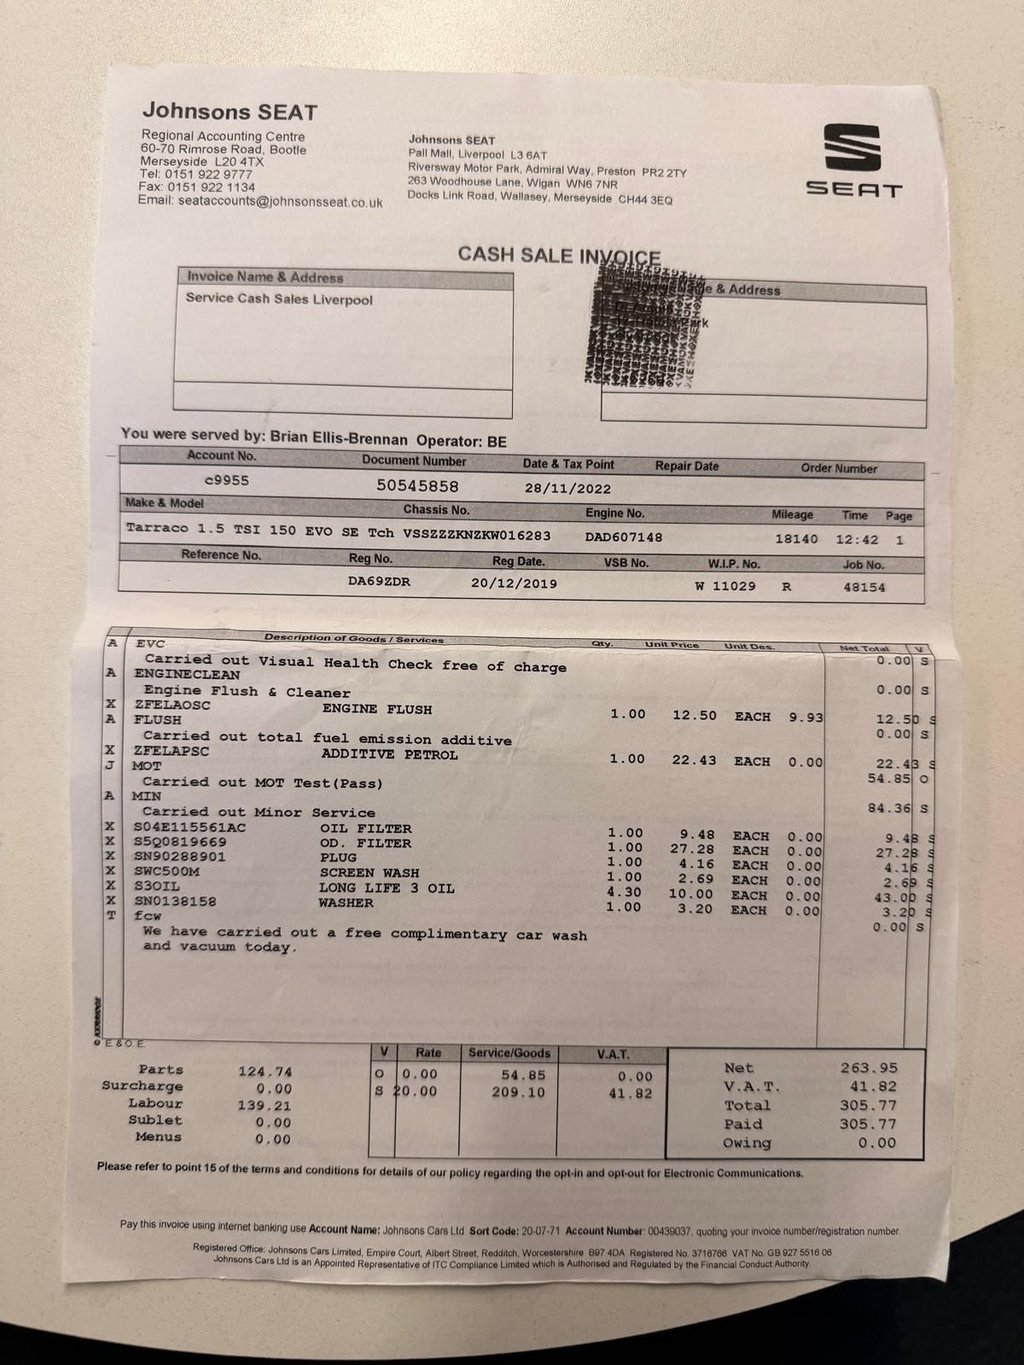 Johnsons SEAT
Regional Accounting Centre
60-70 Rimrose Road, Bootle
Merseyside L20 4TX
Tel: 0151 922 9777
Fax: 0151 922 1134
Email: seataccounts@johnsonsseat.co.uk
Johnsons SEAT
Pall Mall, Liverpool L3 6AT
Riversway Motor Park, Admiral Way, Preston PR2 2TY
263 Woodhouse Lane, Wigan WN6 7NR
Docks Link Road, Wallasey, Merseyside CH44 3EQ
SEAT
CASH SALE INVOICE
Invoice Name & Address
Service Cash Sales Liverpool
& Address
You were served by: Brian Ellis-Brennan Operator: BE
Account No. Document Number Date & Tax Point Repair Date Order Number
c9955 50545858 28/11/2022
Make & Model Chassis No. Engine No. Mileage Time Page
Tarraco 1.5 TSI 150 EVO SE Tch VSSZZZKNZKW016283 DAD607148 18140 12:42 1
Reference No. Reg No. Reg Date. VSB No. W.I.P. No. Job No.
DA69ZDR 20/12/2019 W 11029 R 48154
Description of Goods / Services Qty. Unit Price Unit Des. Net Total V
A EVC
Carried out Visual Health Check free of charge 0.00 S
A ENGINECLEAN
Engine Flush & Cleaner 0.00 S
X ZFELAOSC ENGINE FLUSH 1.00 12.50 EACH 9.93 12.50 S
A FLUSH
Carried out total fuel emission additive 0.00 S
X ZFELAPSC ADDITIVE PETROL 1.00 22.43 EACH 0.00 22.43 S
J MOT
Carried out MOT Test(Pass) 54.85 O
A MIN
Carried out Minor Service 84.36 S
X S04E115561AC OIL FILTER 1.00 9.48 EACH 0.00 9.48 S
X S5Q0819669 OD. FILTER 1.00 27.28 EACH 0.00 27.28 S
X SN90288901 PLUG 1.00 4.16 EACH 0.00 4.16 S
X SWC500M SCREEN WASH 1.00 2.69 EACH 0.00 2.69 S
X S3OIL LONG LIFE 3 OIL 4.30 10.00 EACH 0.00 43.00 S
X SN0138158 WASHER 1.00 3.20 EACH 0.00 3.20 S
T fcw 0.00 S
We have carried out a free complimentary car wash
and vacuum today.
© KERRIDGE
E.&O.E.
Parts 124.74
Surcharge 0.00
Labour 139.21
Sublet 0.00
Menus 0.00
V Rate Service/Goods V.A.T.
O 0.00 54.85 0.00
S 20.00 209.10 41.82
Net 263.95
V.A.T. 41.82
Total 305.77
Paid 305.77
Owing 0.00
Please refer to point 15 of the terms and conditions for details of our policy regarding the opt-in and opt-out for Electronic Communications.
Pay this invoice using internet banking use Account Name: Johnsons Cars Ltd Sort Code: 20-07-71 Account Number: 00439037, quoting your invoice number/registration number
Registered Office: Johnsons Cars Limited, Empire Court, Albert Street, Redditch, Worcestershire B97 4DA Registered No. 3716766 VAT No. GB 927 5516 06
Johnsons Cars Ltd is an Appointed Representative of ITC Compliance Limited which is Authorised and Regulated by the Financial Conduct Authority.